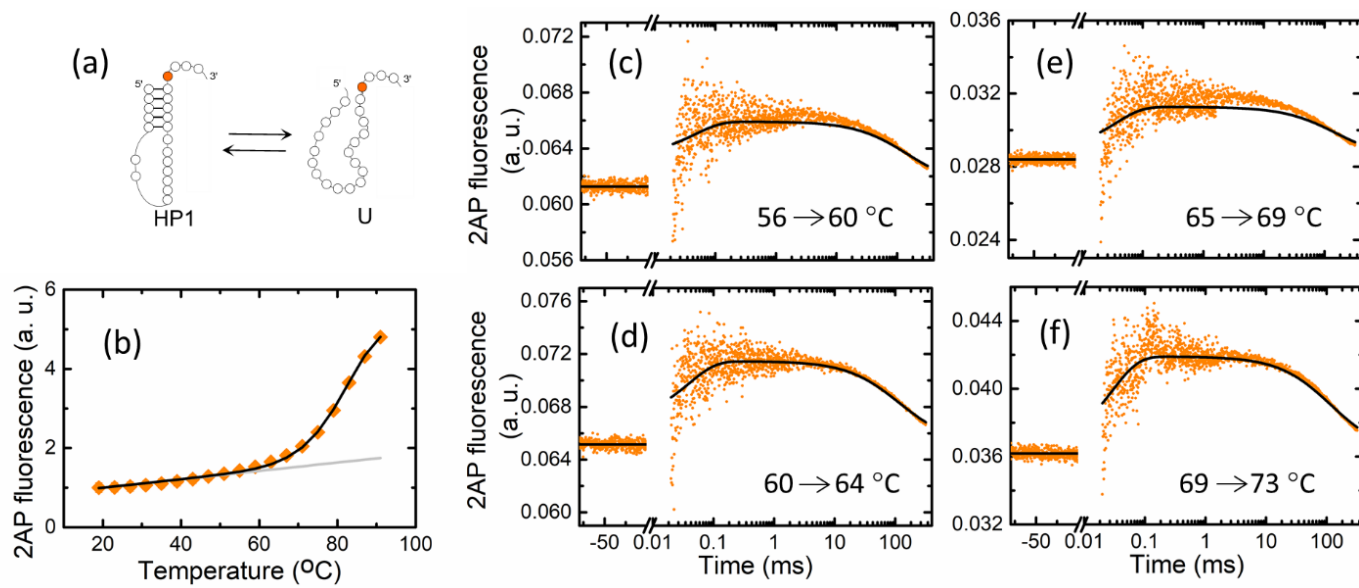 (a)
5'
3'
HP1
5'
3'
U
(b)
2AP fluorescence (a. u.)
6
4
2
0
20
40
60
80
100
Temperature (°C)
(c)
2AP fluorescence
(a. u.)
0.072
0.068
0.064
0.060
0.056
56 → 60 °C
(d)
2AP fluorescence
(a. u.)
0.076
0.072
0.068
0.064
0.060
60 → 64 °C
-50
0.01
0.1
1
10
100
Time (ms)
(e)
0.036
0.032
0.028
0.024
65 → 69 °C
(f)
0.044
0.040
0.036
0.032
69 → 73 °C
-50
0.01
0.1
1
10
100
Time (ms)